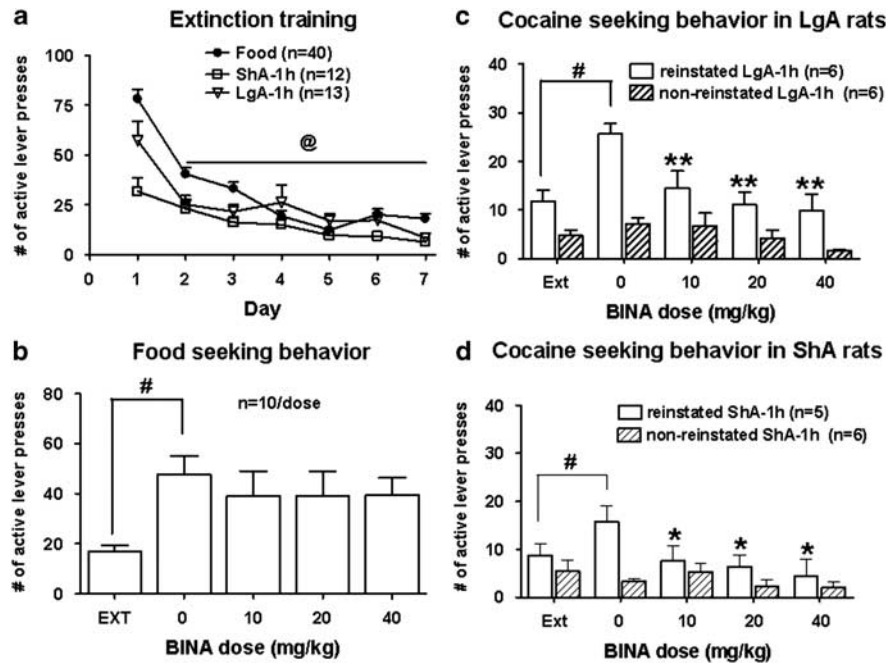 a Extinction training
# of active lever presses
100
75
50
25
0
Food (n=40)
ShA-1h (n=12)
LgA-1h (n=13)
@
0 1 2 3 4 5 6 7
Day
b Food seeking behavior
# of active lever presses
80
60
40
20
0
#
n=10/dose
EXT 0 10 20 40
BINA dose (mg/kg)
c Cocaine seeking behavior in LgA rats
# of active lever presses
40
30
20
10
0
#
reinstated LgA-1h (n=6)
non-reinstated LgA-1h (n=6)
** ** **
Ext 0 10 20 40
BINA dose (mg/kg)
d Cocaine seeking behavior in ShA rats
# of active lever presses
40
30
20
10
0
#
reinstated ShA-1h (n=5)
non-reinstated ShA-1h (n=6)
* * *
Ext 0 10 20 40
BINA dose (mg/kg)